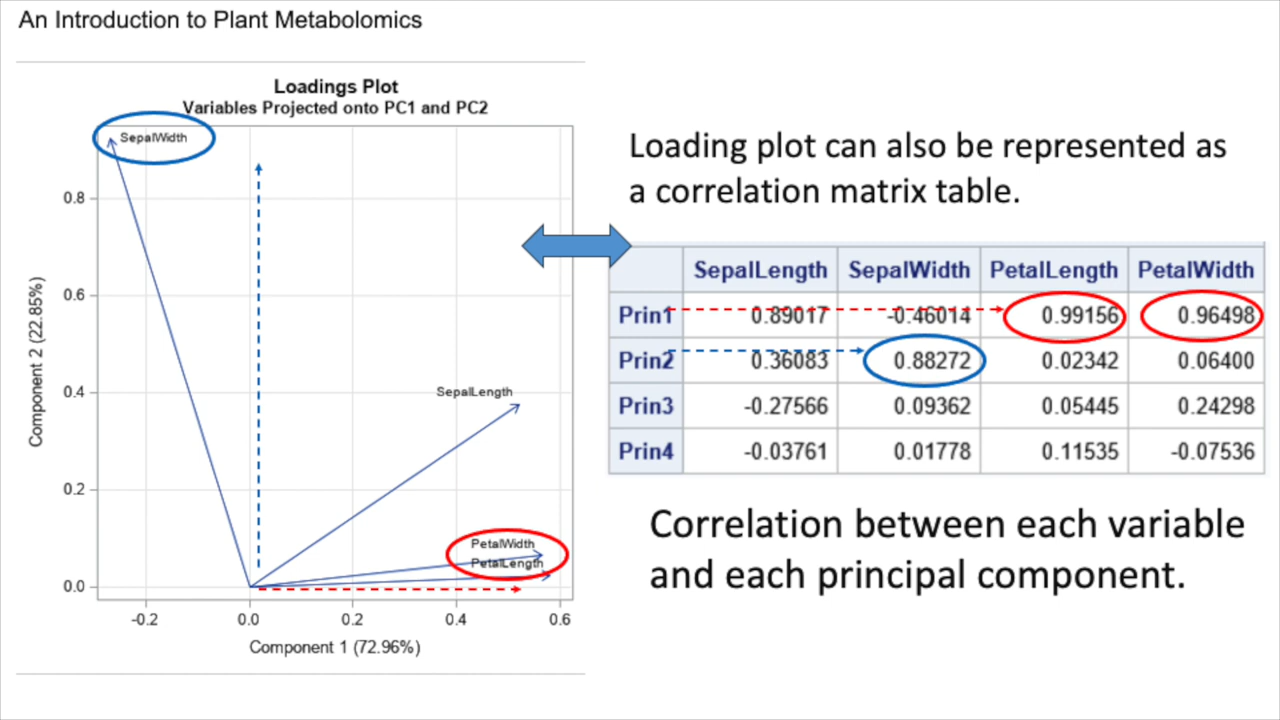 An Introduction to Plant Metabolomics
Loadings Plot
Variables Projected onto PC1 and PC2
SepalWidth
0.8
0.6
0.4
0.2
0.0
Component 2 (22.85%)
SepalLength
PetalWidth
PetalLength
-0.2 0.0 0.2 0.4 0.6
Component 1 (72.96%)
Loading plot can also be represented as
a correlation matrix table.
SepalLength SepalWidth PetalLength PetalWidth
Prin1 0.89017 -0.46014 0.99156 0.96498
Prin2 0.36083 0.88272 0.02342 0.06400
Prin3 -0.27566 0.09362 0.05445 0.24298
Prin4 -0.03761 0.01778 0.11535 -0.07536
Correlation between each variable
and each principal component.